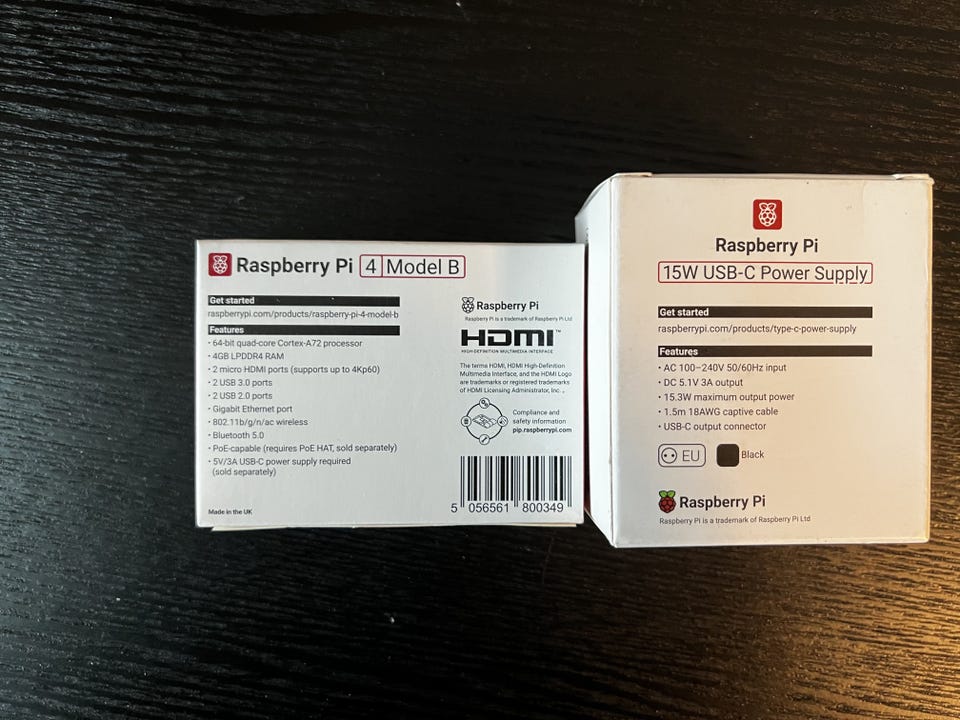 Raspberry Pi 4 Model B
Get started
raspberrypi.com/products/raspberry-pi-4-model-b
Features
· 64-bit quad-core Cortex-A72 processor
· 4GB LPDDR4 RAM
· 2 micro HDMI ports (supports up to 4Kp60)
· 2 USB 3.0 ports
· 2 USB 2.0 ports
· Gigabit Ethernet port
· 802.11b/g/n/ac wireless
· Bluetooth 5.0
· PoE-capable (requires PoE HAT, sold separately)
· 5V/3A USB-C power supply required
(sold separately)
Made in the UK
Raspberry Pi
Raspberry Pi is a trademark of Raspberry Pi Ltd
HDMI™
HIGH-DEFINITION MULTIMEDIA INTERFACE
The terms HDMI, HDMI High-Definition
Multimedia Interface, and the HDMI Logo
are trademarks or registered trademarks
of HDMI Licensing Administrator, Inc.
Compliance and
safety information
pip.raspberrypi.com
5 056561 800349
Raspberry Pi
15W USB-C Power Supply
Get started
raspberrypi.com/products/type-c-power-supply
Features
· AC 100–240V 50/60Hz input
· DC 5.1V 3A output
· 15.3W maximum output power
· 1.5m 18AWG captive cable
· USB-C output connector
EU
Black
Raspberry Pi
Raspberry Pi is a trademark of Raspberry Pi Ltd